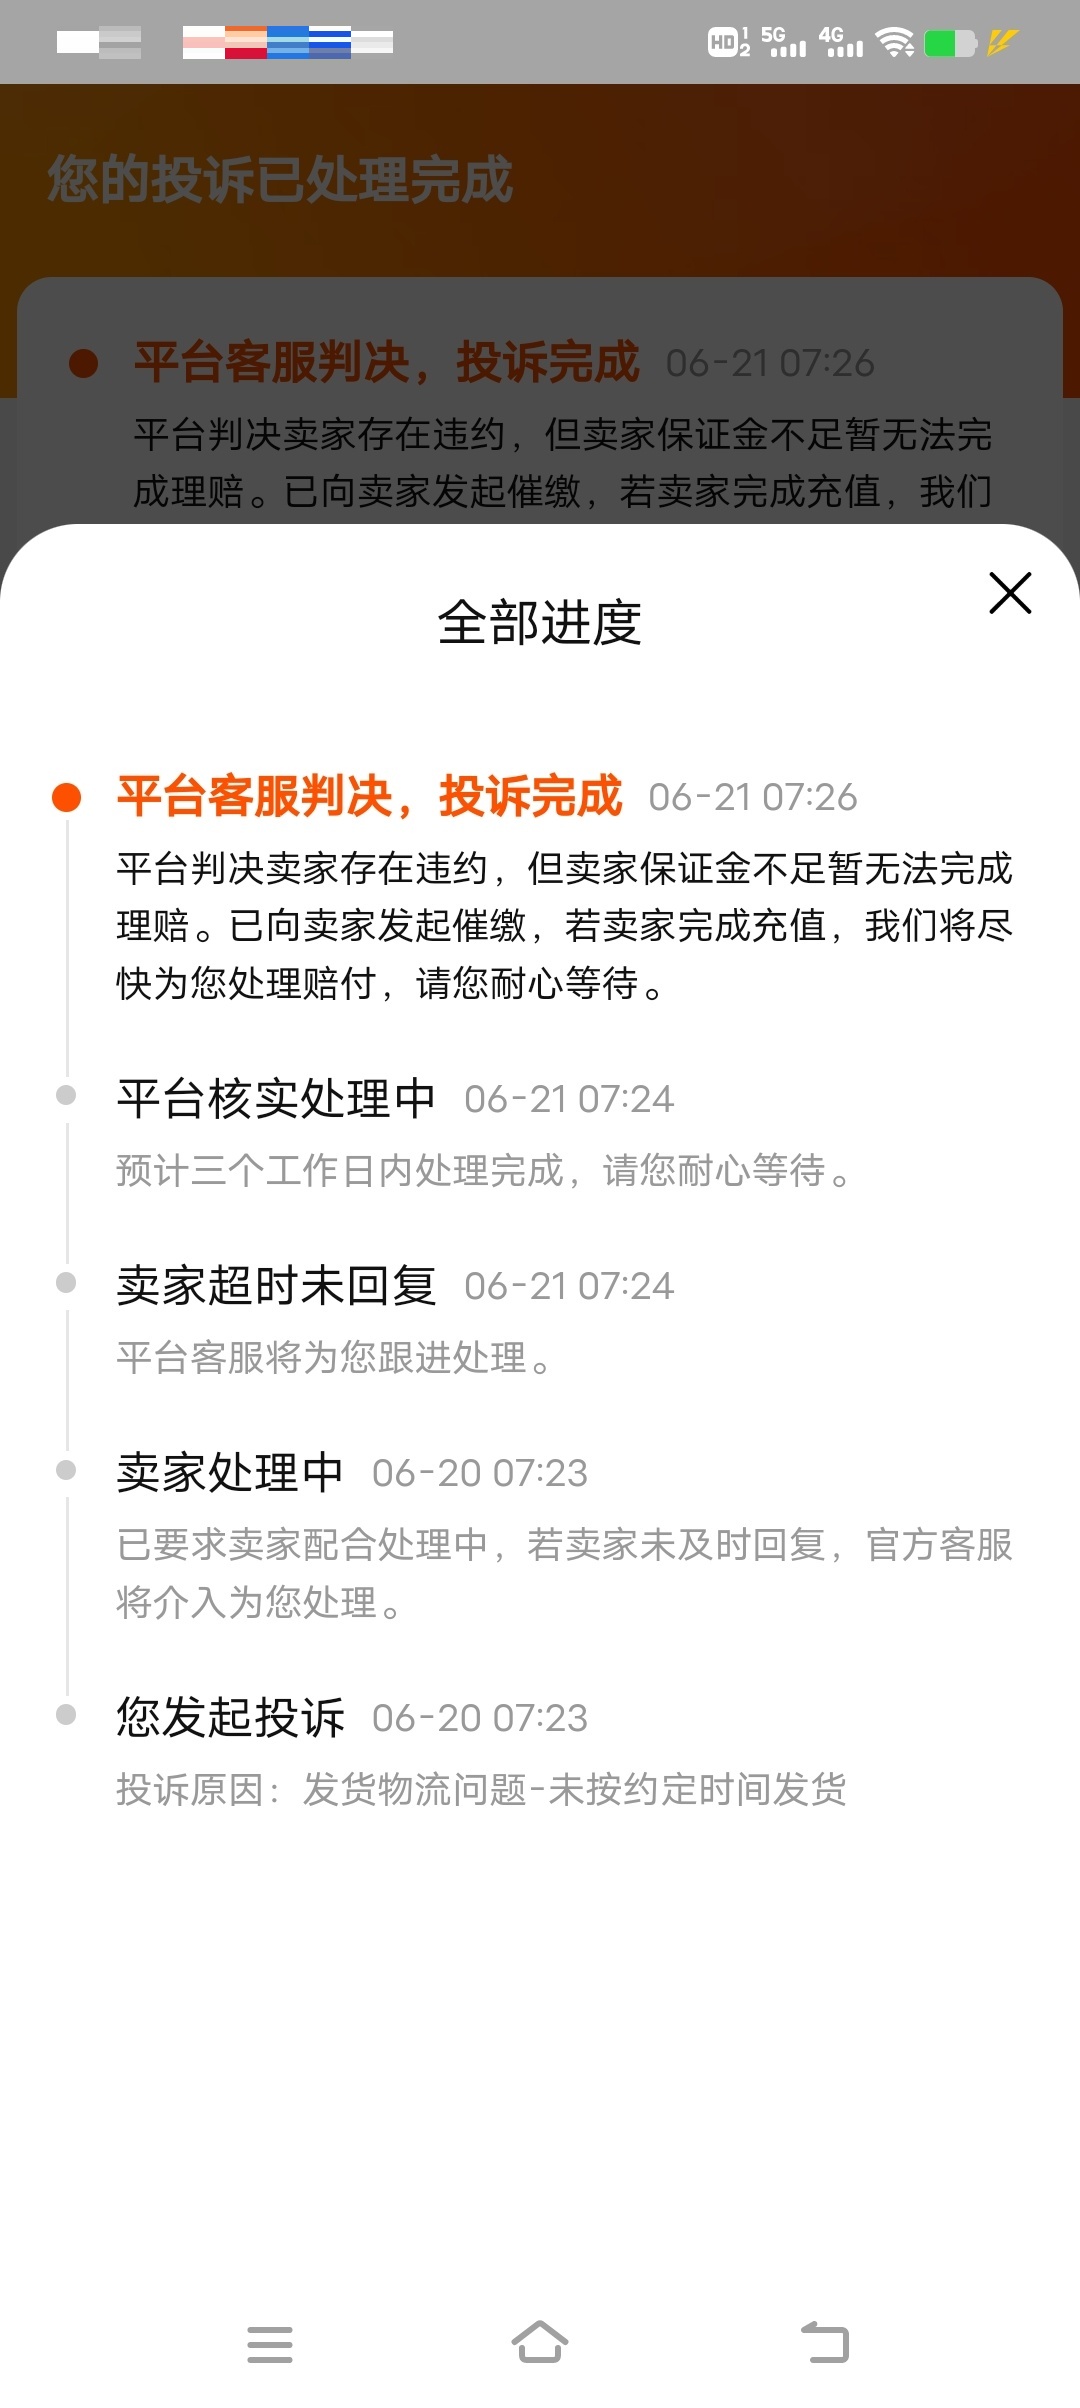 HD 1 2 5G 4G
您的投诉已处理完成
平台客服判决，投诉完成 06-21 07:26
平台判决卖家存在违约，但卖家保证金不足暂无法完
成理赔。已向卖家发起催缴，若卖家完成充值，我们
全部进度
平台客服判决，投诉完成 06-21 07:26
平台判决卖家存在违约，但卖家保证金不足暂无法完成
理赔。已向卖家发起催缴，若卖家完成充值，我们将尽
快为您处理赔付，请您耐心等待。
平台核实处理中 06-21 07:24
预计三个工作日内处理完成，请您耐心等待。
卖家超时未回复 06-21 07:24
平台客服将为您跟进处理。
卖家处理中 06-20 07:23
已要求卖家配合处理中，若卖家未及时回复，官方客服
将介入为您处理。
您发起投诉 06-20 07:23
投诉原因：发货物流问题-未按约定时间发货